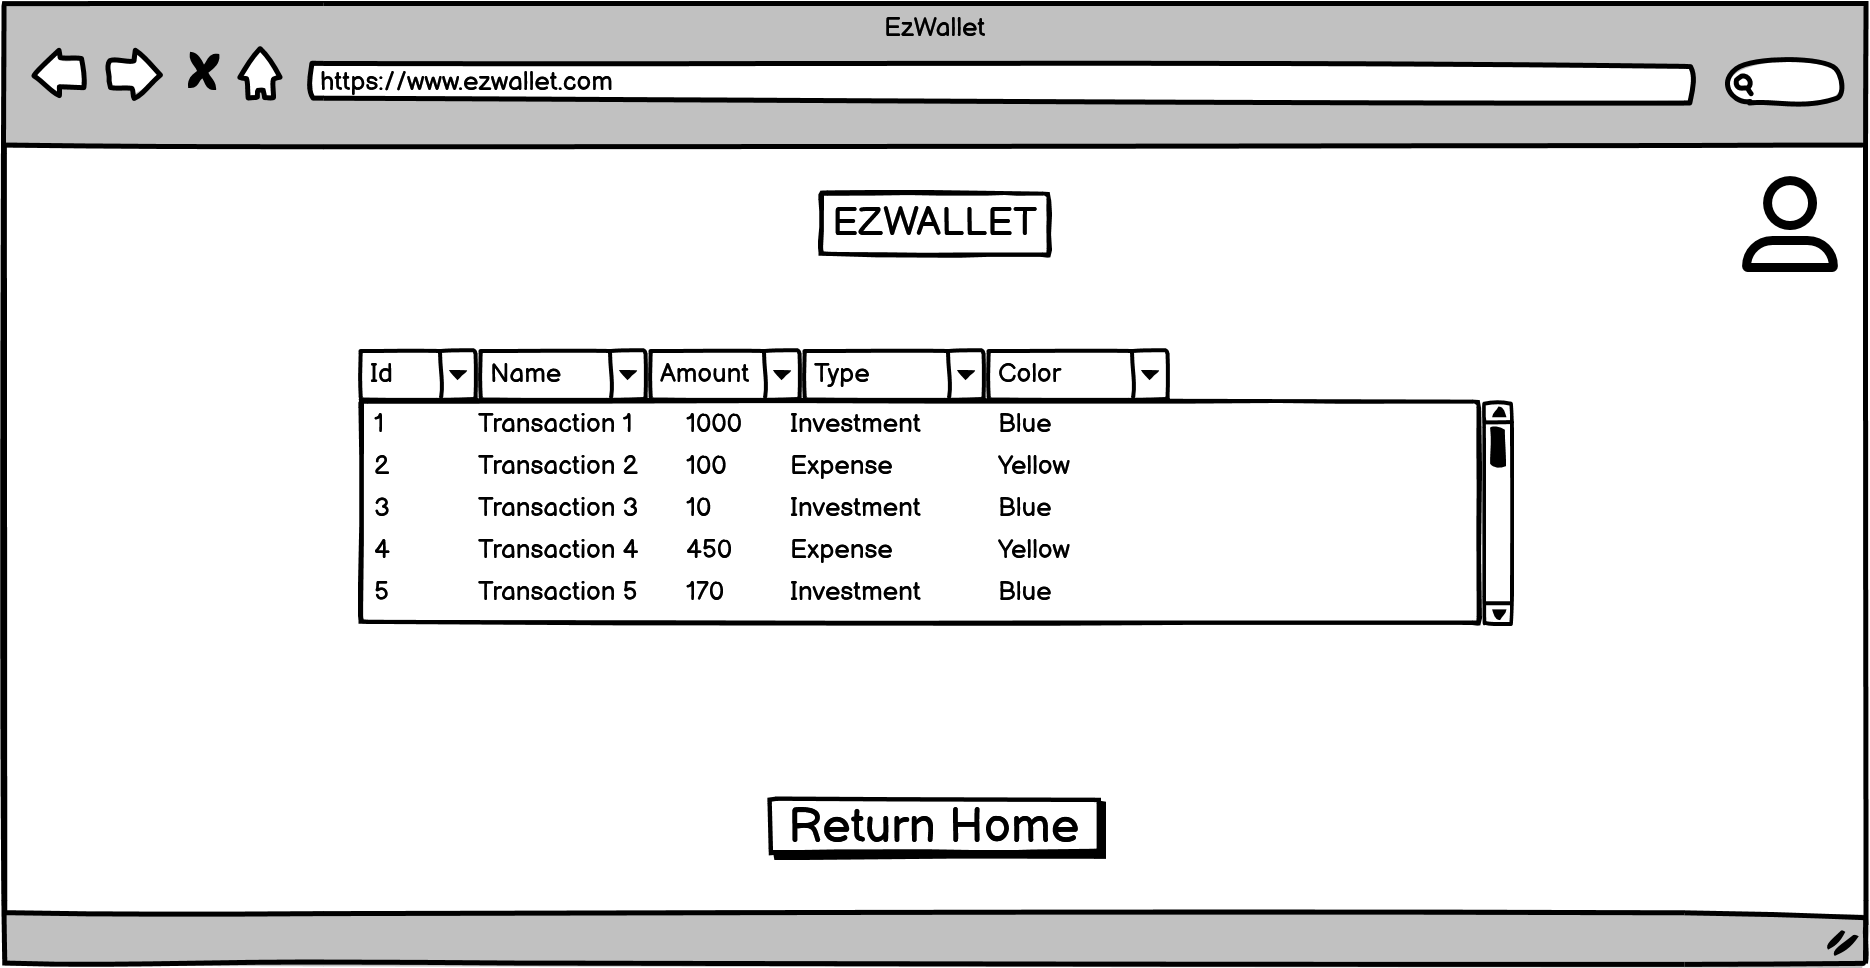 EzWallet
https://www.ezwallet.com
EZWALLET
Id Name Amount Type Color
1 Transaction 1 1000 Investment Blue
2 Transaction 2 100 Expense Yellow
3 Transaction 3 10 Investment Blue
4 Transaction 4 450 Expense Yellow
5 Transaction 5 170 Investment Blue
Return Home